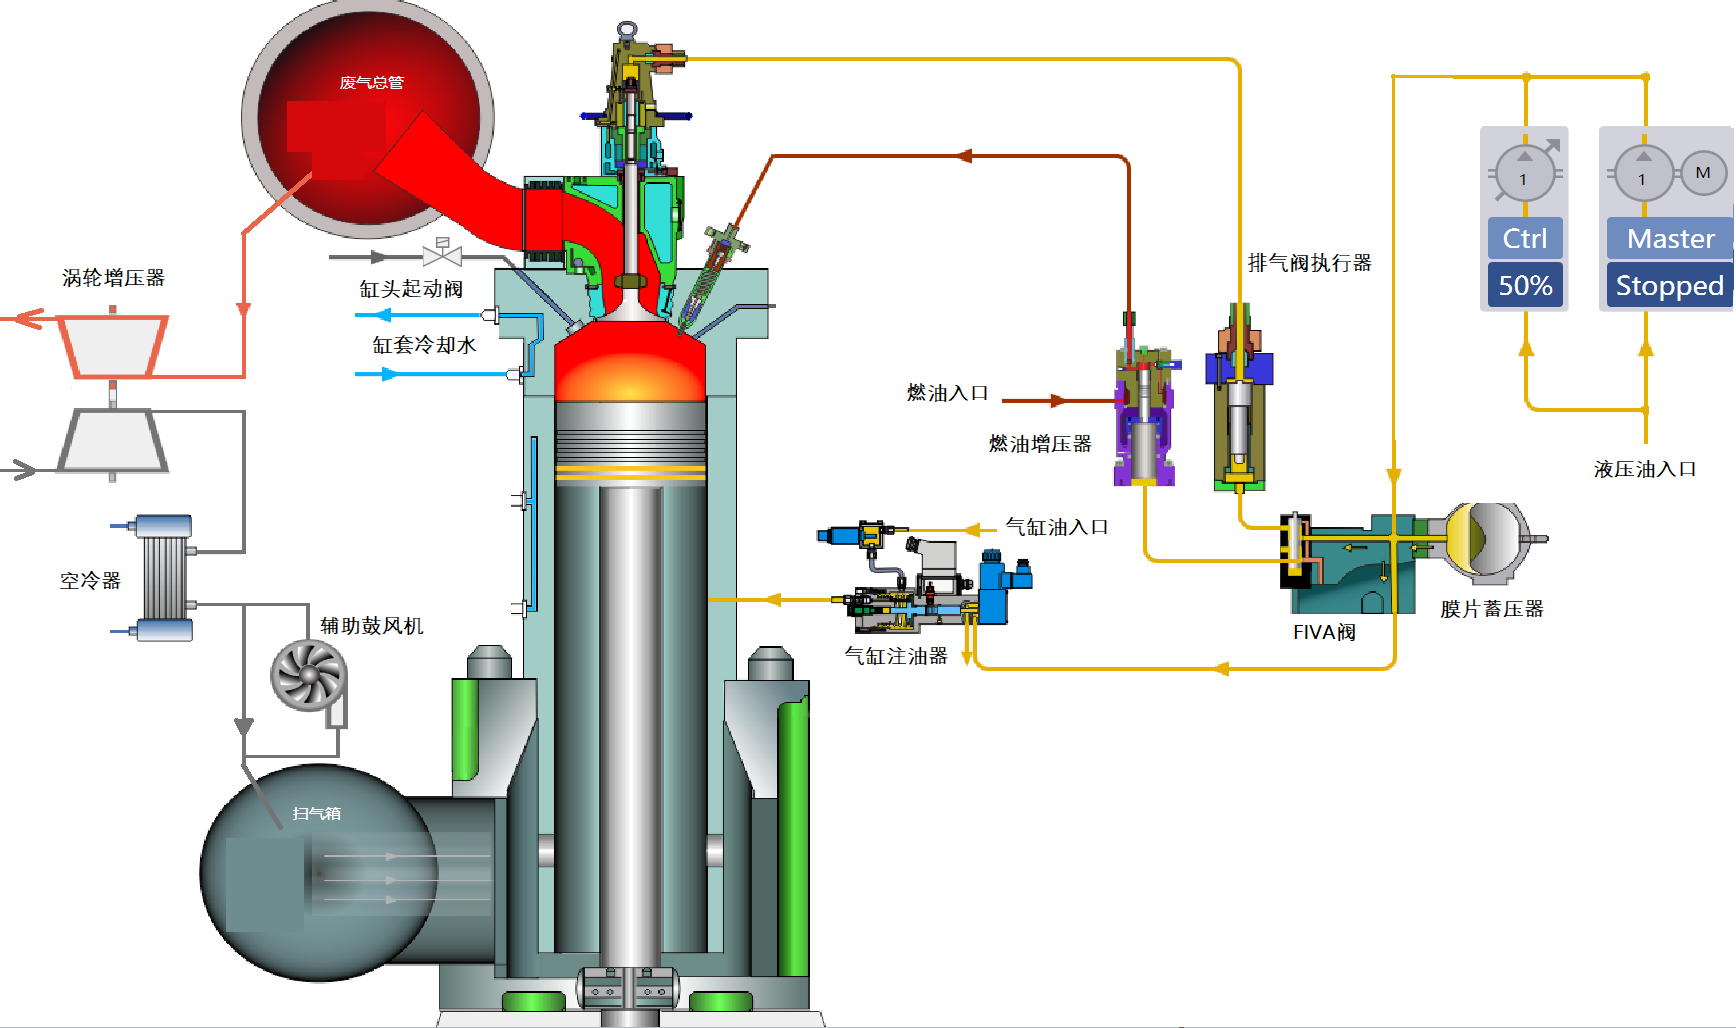 废气总管
涡轮增压器
缸头起动阀
缸套冷却水
排气阀执行器
1
1
M
Ctrl
Master
50%
Stopped
燃油入口
燃油增压器
液压油入口
气缸油入口
空冷器
膜片蓄压器
FIVA阀
辅助鼓风机
气缸注油器
扫气箱